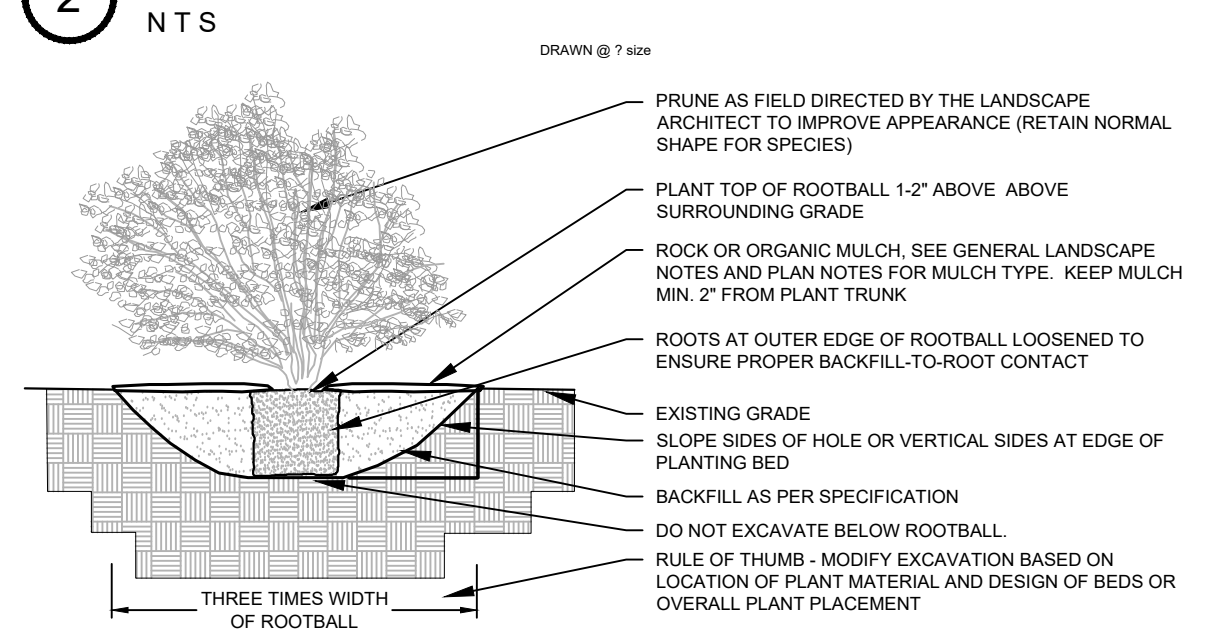 2
N T S
DRAWN @ ? size
PRUNE AS FIELD DIRECTED BY THE LANDSCAPE
ARCHITECT TO IMPROVE APPEARANCE (RETAIN NORMAL
SHAPE FOR SPECIES)
PLANT TOP OF ROOTBALL 1-2" ABOVE  ABOVE
SURROUNDING GRADE
ROCK OR ORGANIC MULCH, SEE GENERAL LANDSCAPE
NOTES AND PLAN NOTES FOR MULCH TYPE.  KEEP MULCH
MIN. 2" FROM PLANT TRUNK
ROOTS AT OUTER EDGE OF ROOTBALL LOOSENED TO
ENSURE PROPER BACKFILL-TO-ROOT CONTACT
EXISTING GRADE
SLOPE SIDES OF HOLE OR VERTICAL SIDES AT EDGE OF
PLANTING BED
BACKFILL AS PER SPECIFICATION
DO NOT EXCAVATE BELOW ROOTBALL.
RULE OF THUMB - MODIFY EXCAVATION BASED ON
LOCATION OF PLANT MATERIAL AND DESIGN OF BEDS OR
OVERALL PLANT PLACEMENT
THREE TIMES WIDTH
OF ROOTBALL